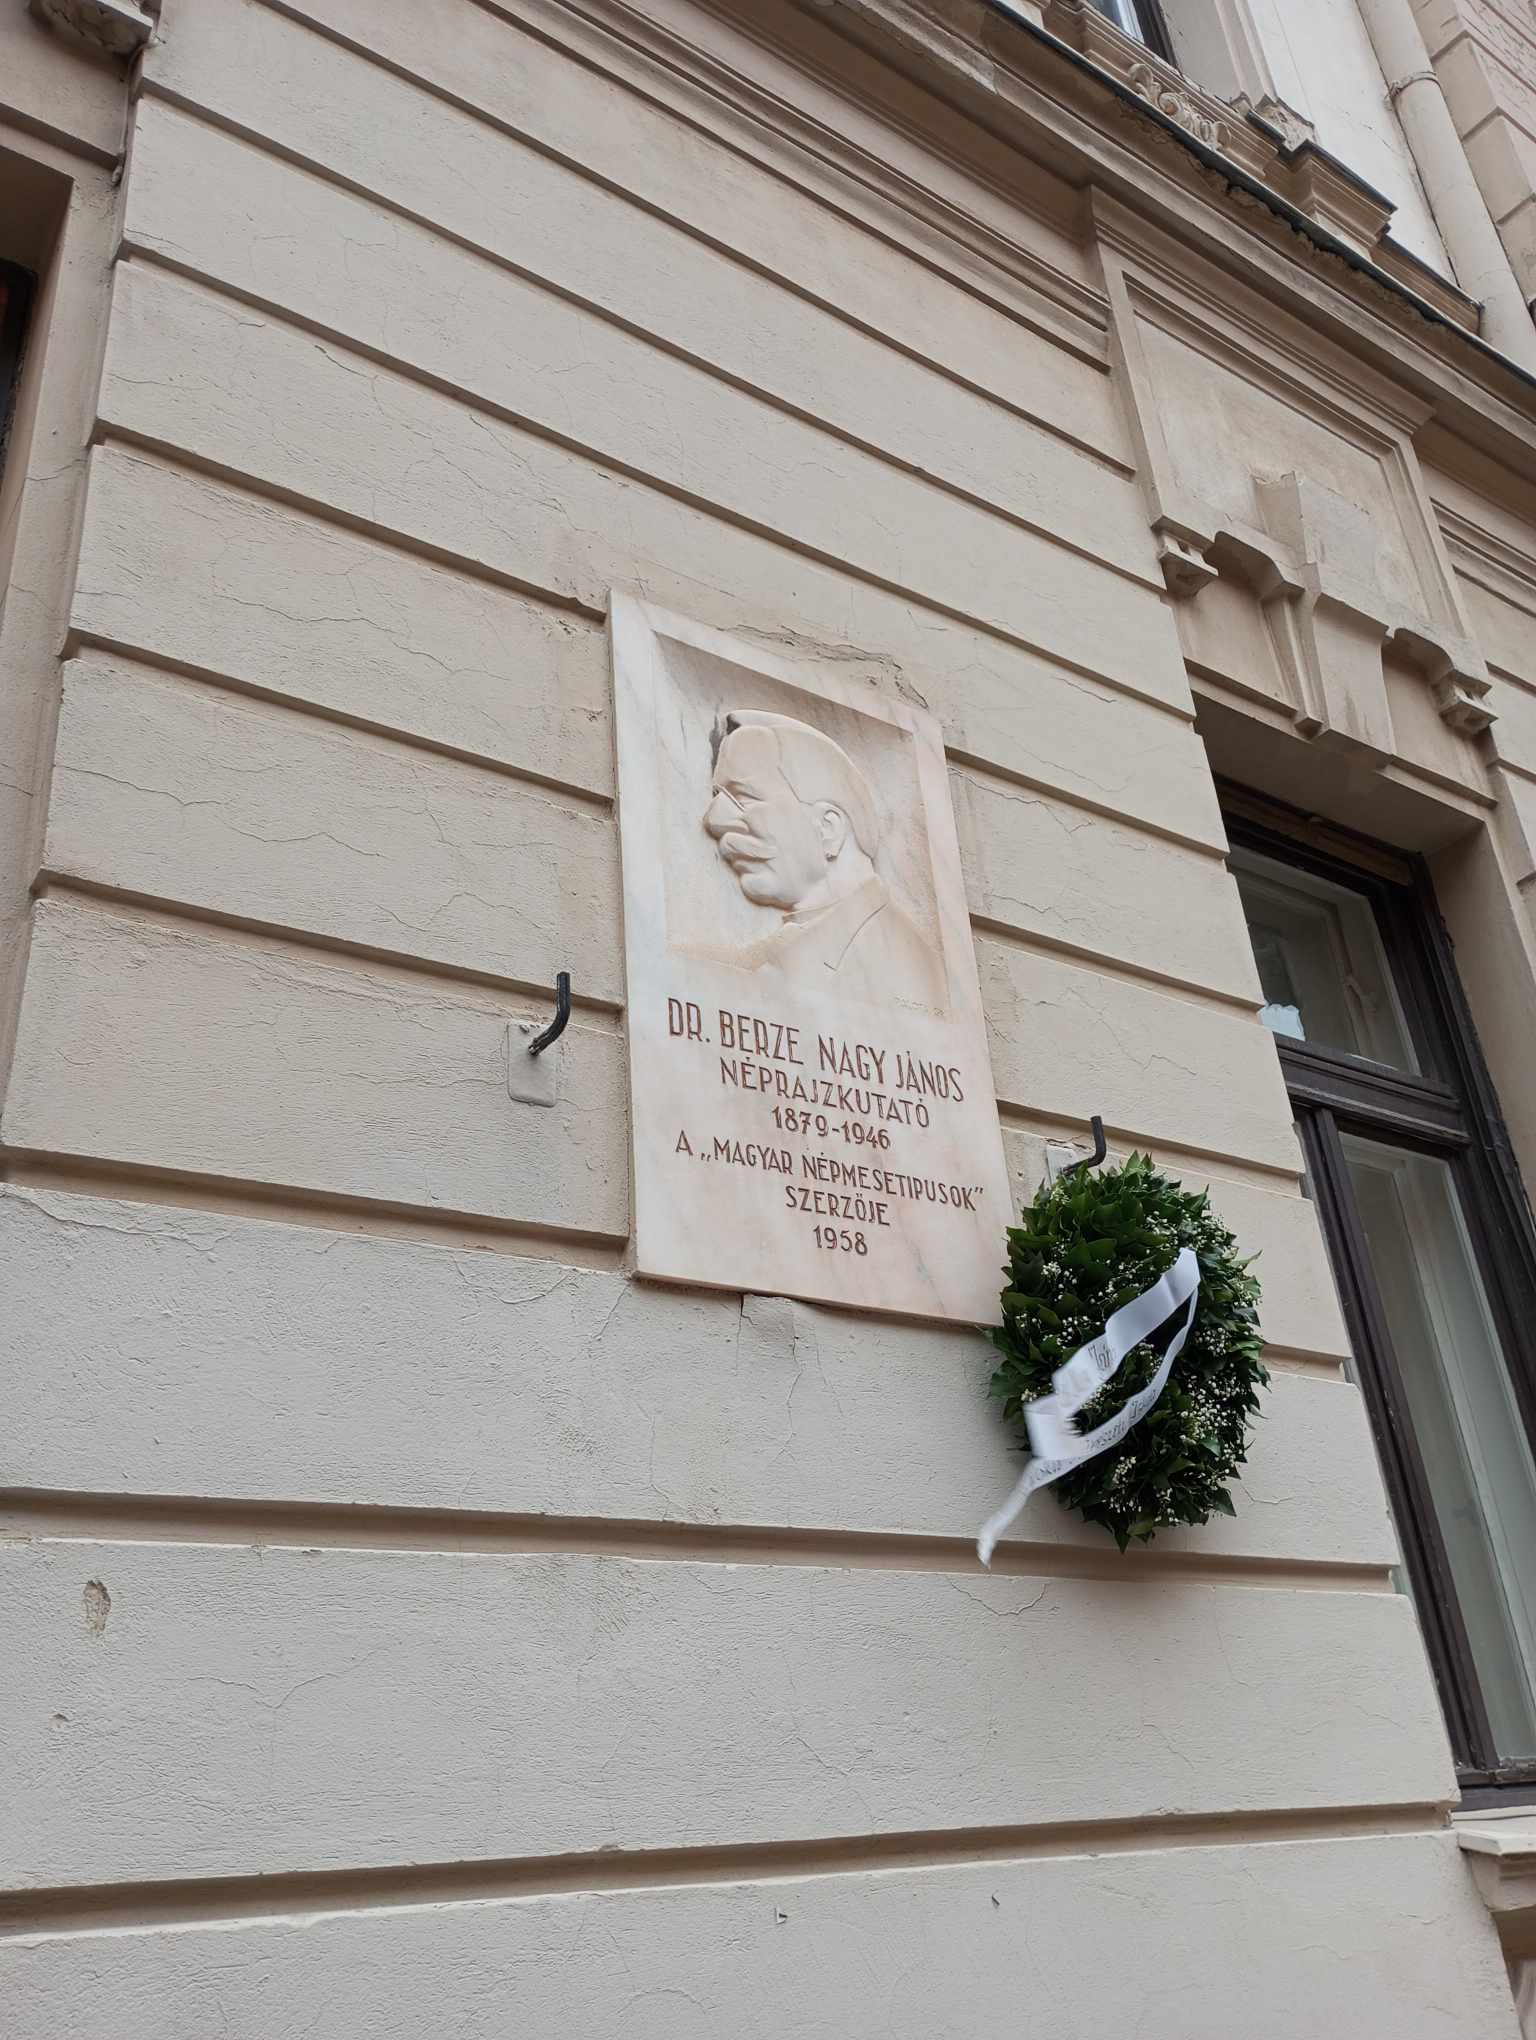 DR. BERZE NAGY JÁNOS
NÉPRAJZKUTATÓ
1879-1946
A „MAGYAR NÉPMESETIPUSOK”
SZERZŐJE
1958